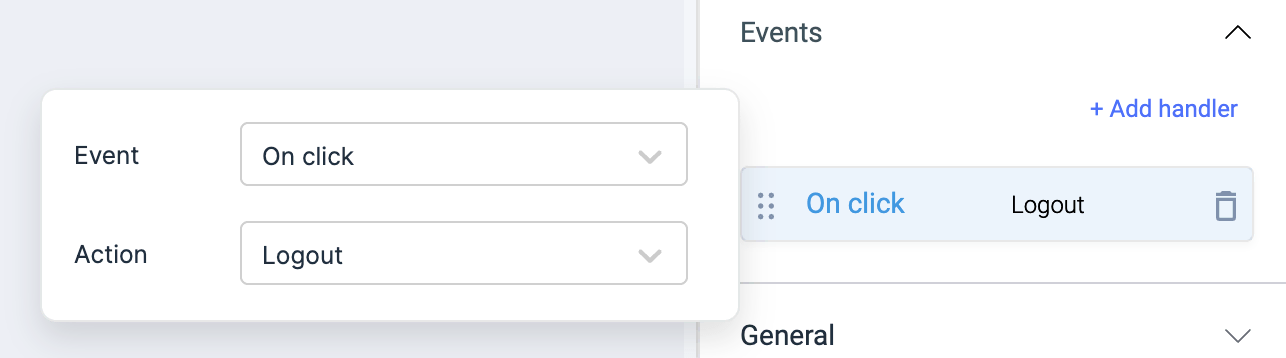 Events
+ Add handler
Event
On click
On click
Logout
Action
Logout
General